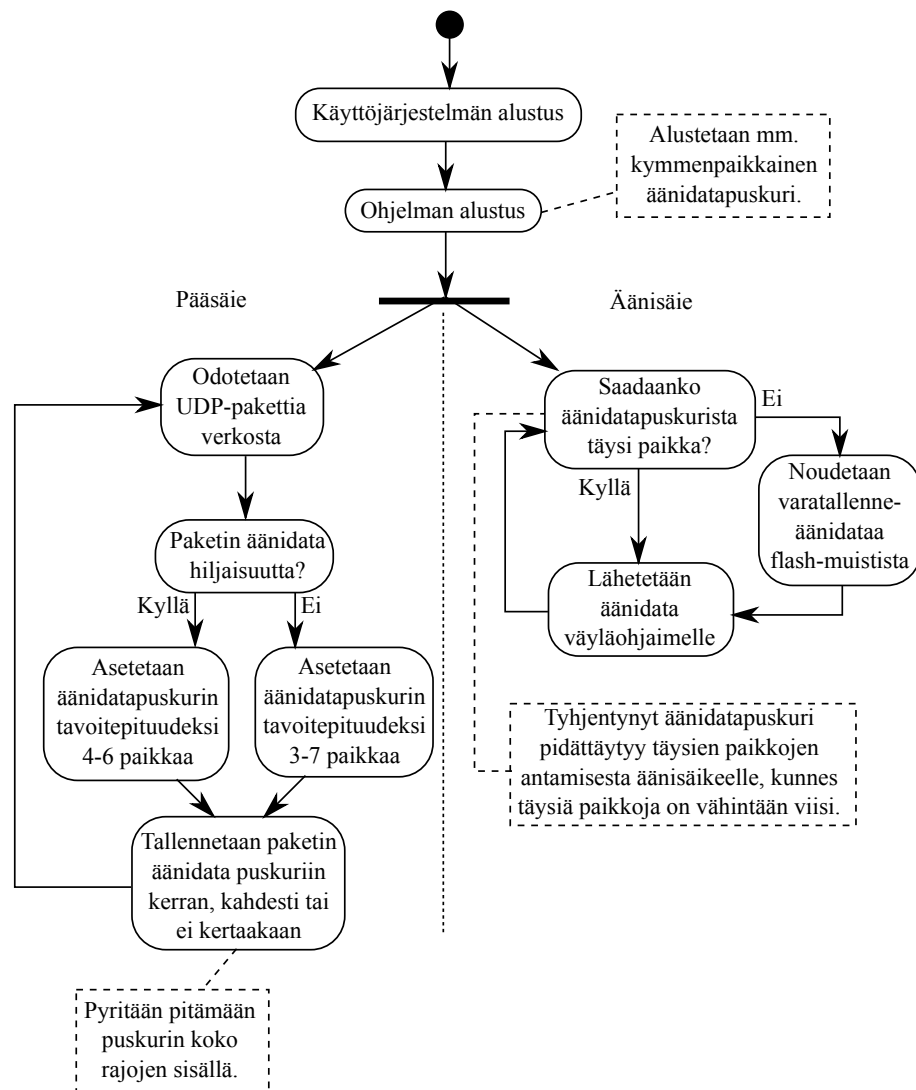 Käyttöjärjestelmän alustus
Alustetaan mm.
kymmenpaikkainen
äänidatapuskuri.
Ohjelman alustus
Pääsäie
Äänisäie
Odotetaan
UDP-pakettia
verkosta
Paketin äänidata
hiljaisuutta?
Kyllä
Ei
Asetetaan
äänidatapuskurin
tavoitepituudeksi
4-6 paikkaa
Asetetaan
äänidatapuskurin
tavoitepituudeksi
3-7 paikkaa
Tallennetaan paketin
äänidata puskuriin
kerran, kahdesti tai
ei kertaakaan
Pyritään pitämään
puskurin koko
rajojen sisällä.
Saadaanko
äänidatapuskurista
täysi paikka?
Ei
Kyllä
Noudetaan
varatallenne-
äänidataa
flash-muistista
Lähetetään
äänidata
väyläohjaimelle
Tyhjentynyt äänidatapuskuri
pidättäytyy täysien paikkojen
antamisesta äänisäikeelle, kunnes
täysiä paikkoja on vähintään viisi.